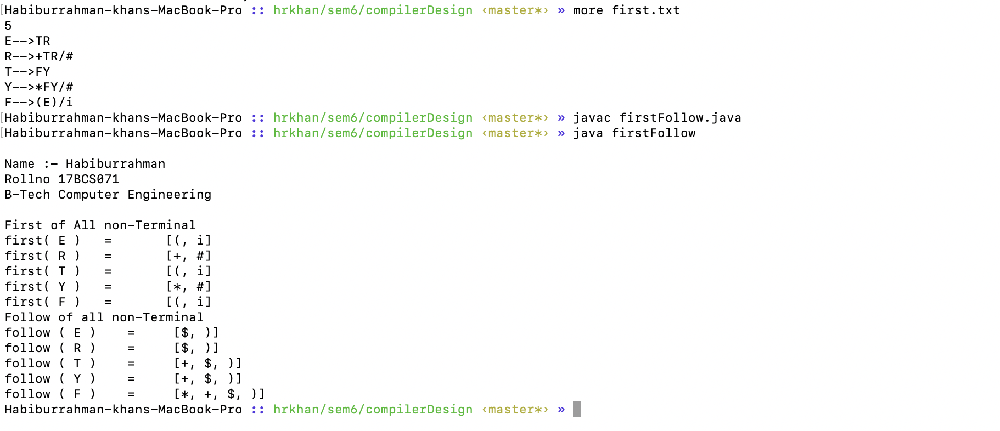 [Habiburrahman-khans-MacBook-Pro :: hrkhan/sem6/compilerDesign ‹master*› » more first.txt
5
E-->TR
R-->+TR/#
T-->FY
Y-->*FY/#
F-->(E)/i
[Habiburrahman-khans-MacBook-Pro :: hrkhan/sem6/compilerDesign ‹master*› » javac firstFollow.java
[Habiburrahman-khans-MacBook-Pro :: hrkhan/sem6/compilerDesign ‹master*› » java firstFollow
Name :- Habiburrahman
Rollno 17BCS071
B-Tech Computer Engineering
First of All non-Terminal
first( E )   =       [(, i]
first( R )   =       [+, #]
first( T )   =       [(, i]
first( Y )   =       [*, #]
first( F )   =       [(, i]
Follow of all non-Terminal
follow ( E )    =     [$, )]
follow ( R )    =     [$, )]
follow ( T )    =     [+, $, )]
follow ( Y )    =     [+, $, )]
follow ( F )    =     [*, +, $, )]
Habiburrahman-khans-MacBook-Pro :: hrkhan/sem6/compilerDesign ‹master*› »